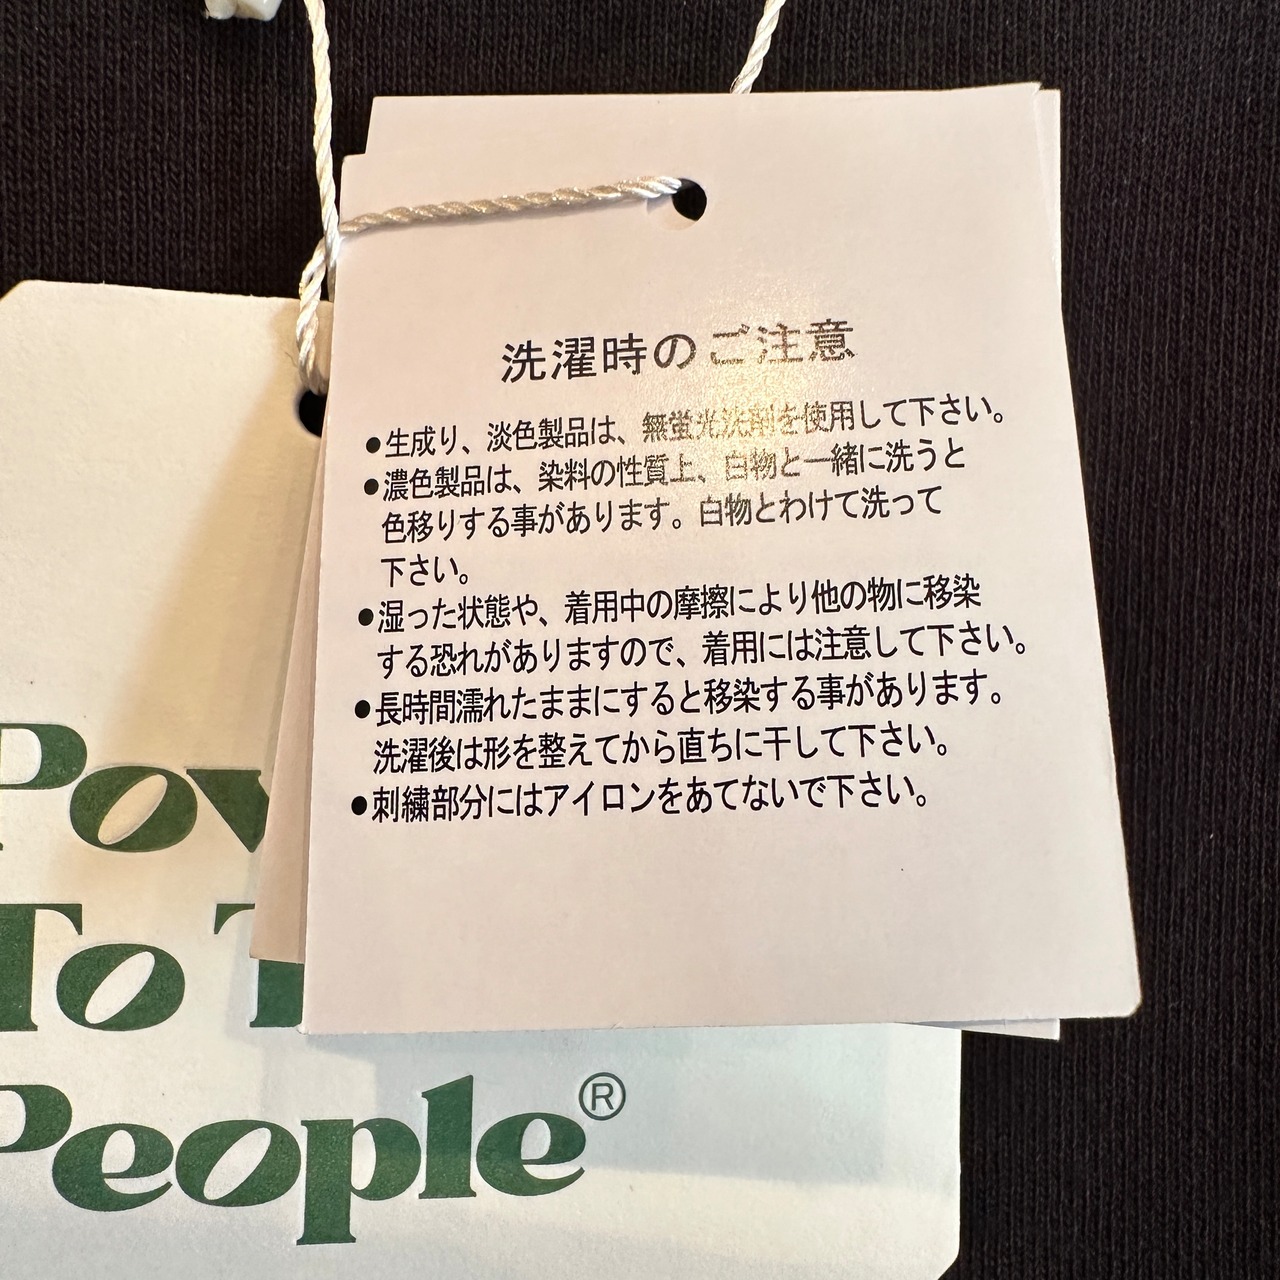 洗濯時のご注意
●生成り、淡色製品は、無蛍光洗剤を使用して下さい。
●濃色製品は、染料の性質上、白物と一緒に洗うと
色移りする事があります。白物とわけて洗って
下さい。
●湿った状態や、着用中の摩擦により他の物に移染
する恐れがありますので、着用には注意して下さい。
●長時間濡れたままにすると移染する事があります。
洗濯後は形を整えてから直ちに干して下さい。
●刺繍部分にはアイロンをあてないで下さい。
Pow
To T
People®